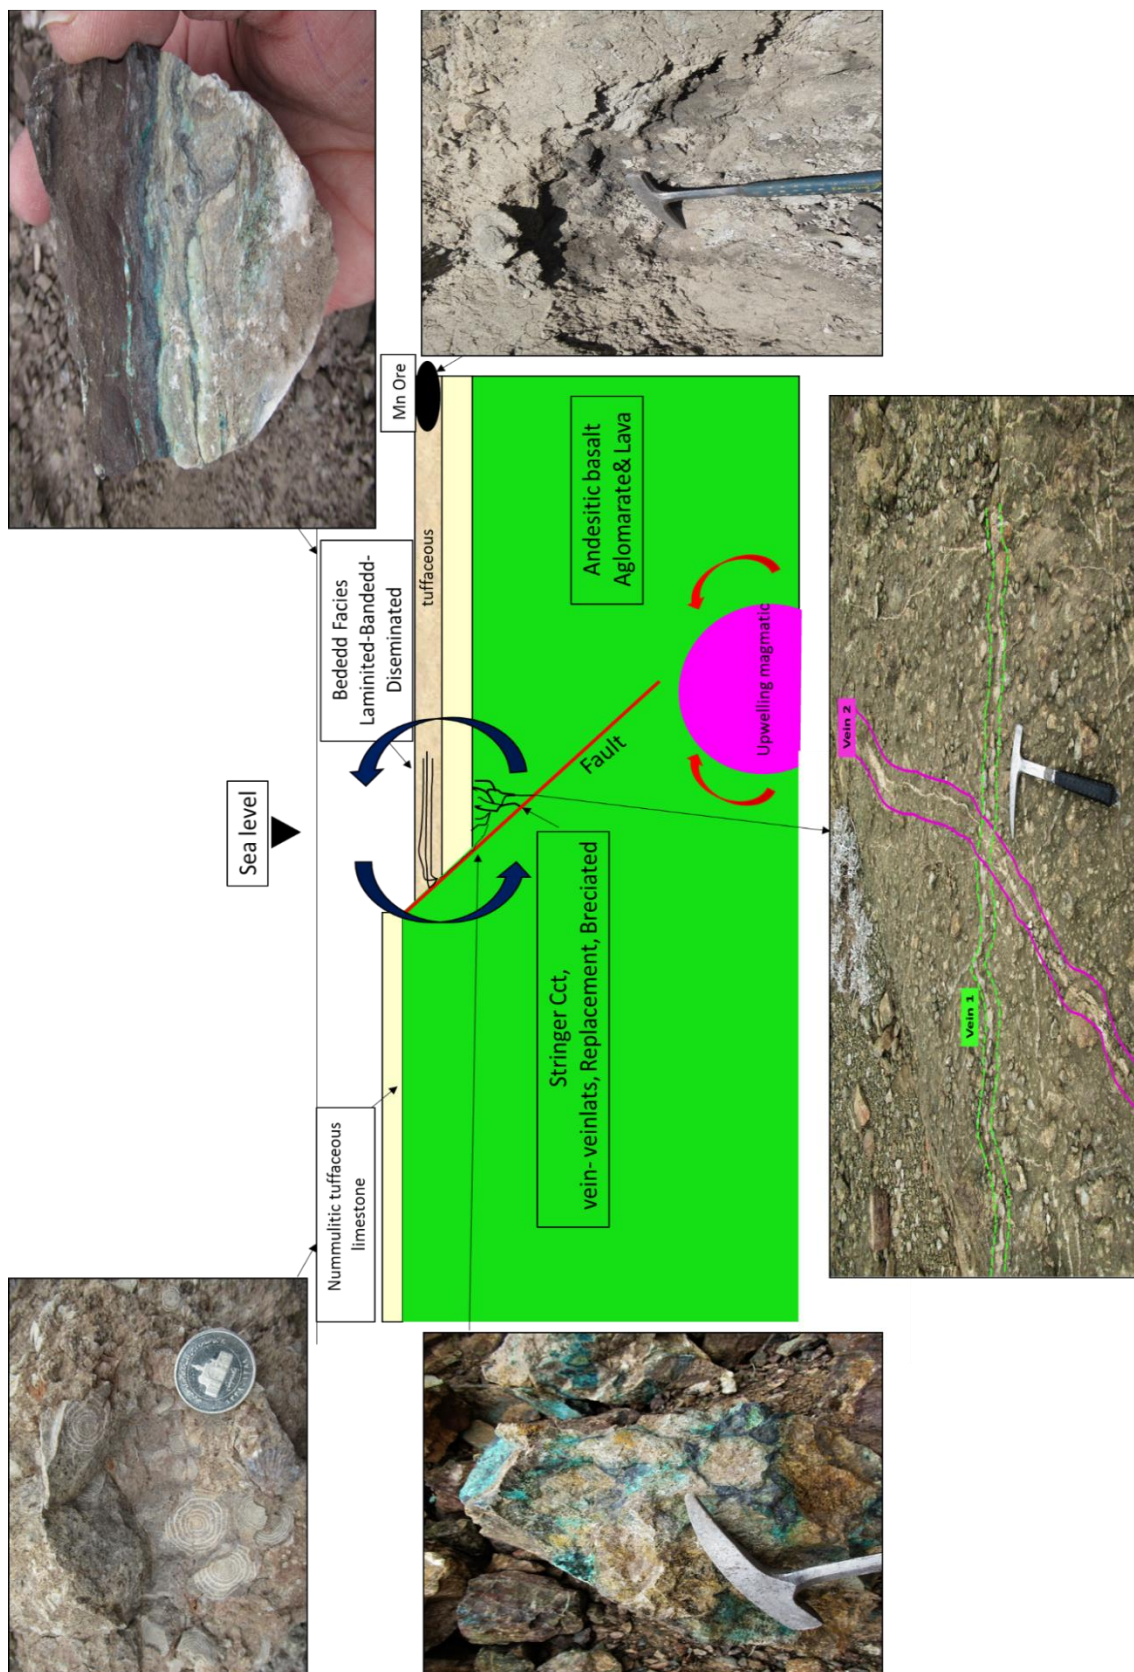 Sea level
Nummulitic tuffaceous
limestone
Bededd Facies
Laminited-Bandedd-
Diseminated
Mn Ore
tuffaceous
Fault
Andesitic basalt
Aglomarate& Lava
Stringer Cct,
vein- veinlats, Replacement, Breciated
Upwelling magmatic
Vein 1
Vein 2